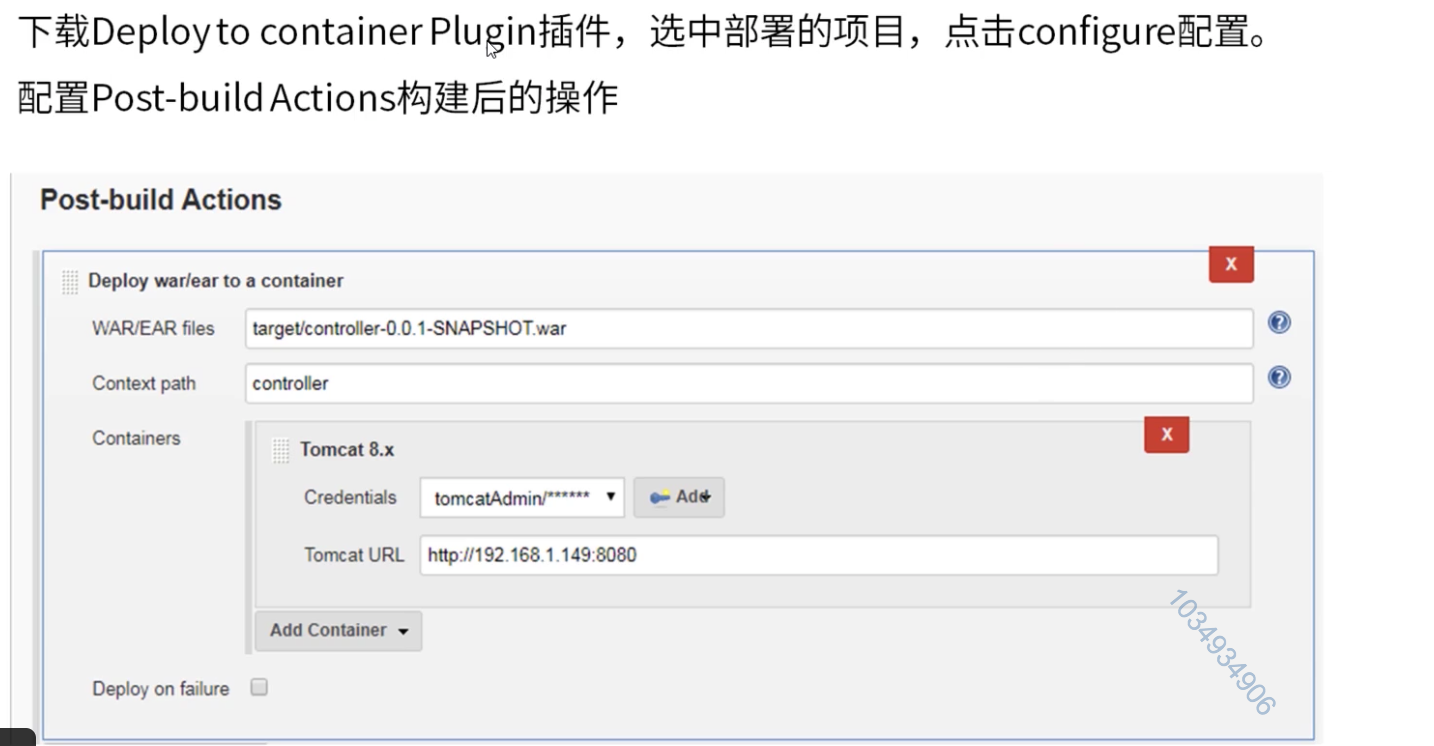 下载Deploy to container Plugin插件，选中部署的项目，点击configure配置。
配置Post-build Actions构建后的操作
Post-build Actions
X
Deploy war/ear to a container
WAR/EAR files target/controller-0.0.1-SNAPSHOT.war ?
Context path controller ?
Containers
X
Tomcat 8.x
Credentials tomcatAdmin/****** Add
Tomcat URL http://192.168.1.149:8080
Add Container
Deploy on failure
1034934906